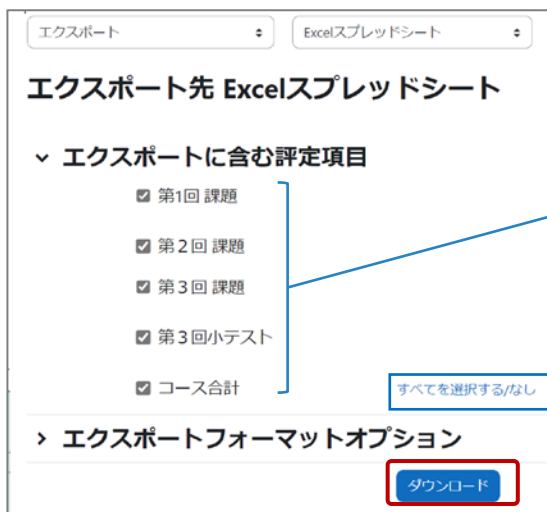 エクスポート Excelスプレッドシート
エクスポート先 Excelスプレッドシート
エクスポートに含む評定項目
第1回 課題
第２回 課題
第３回 課題
第３回小テスト
コース合計
すべてを選択する/なし
エクスポートフォーマットオプション
ダウンロード